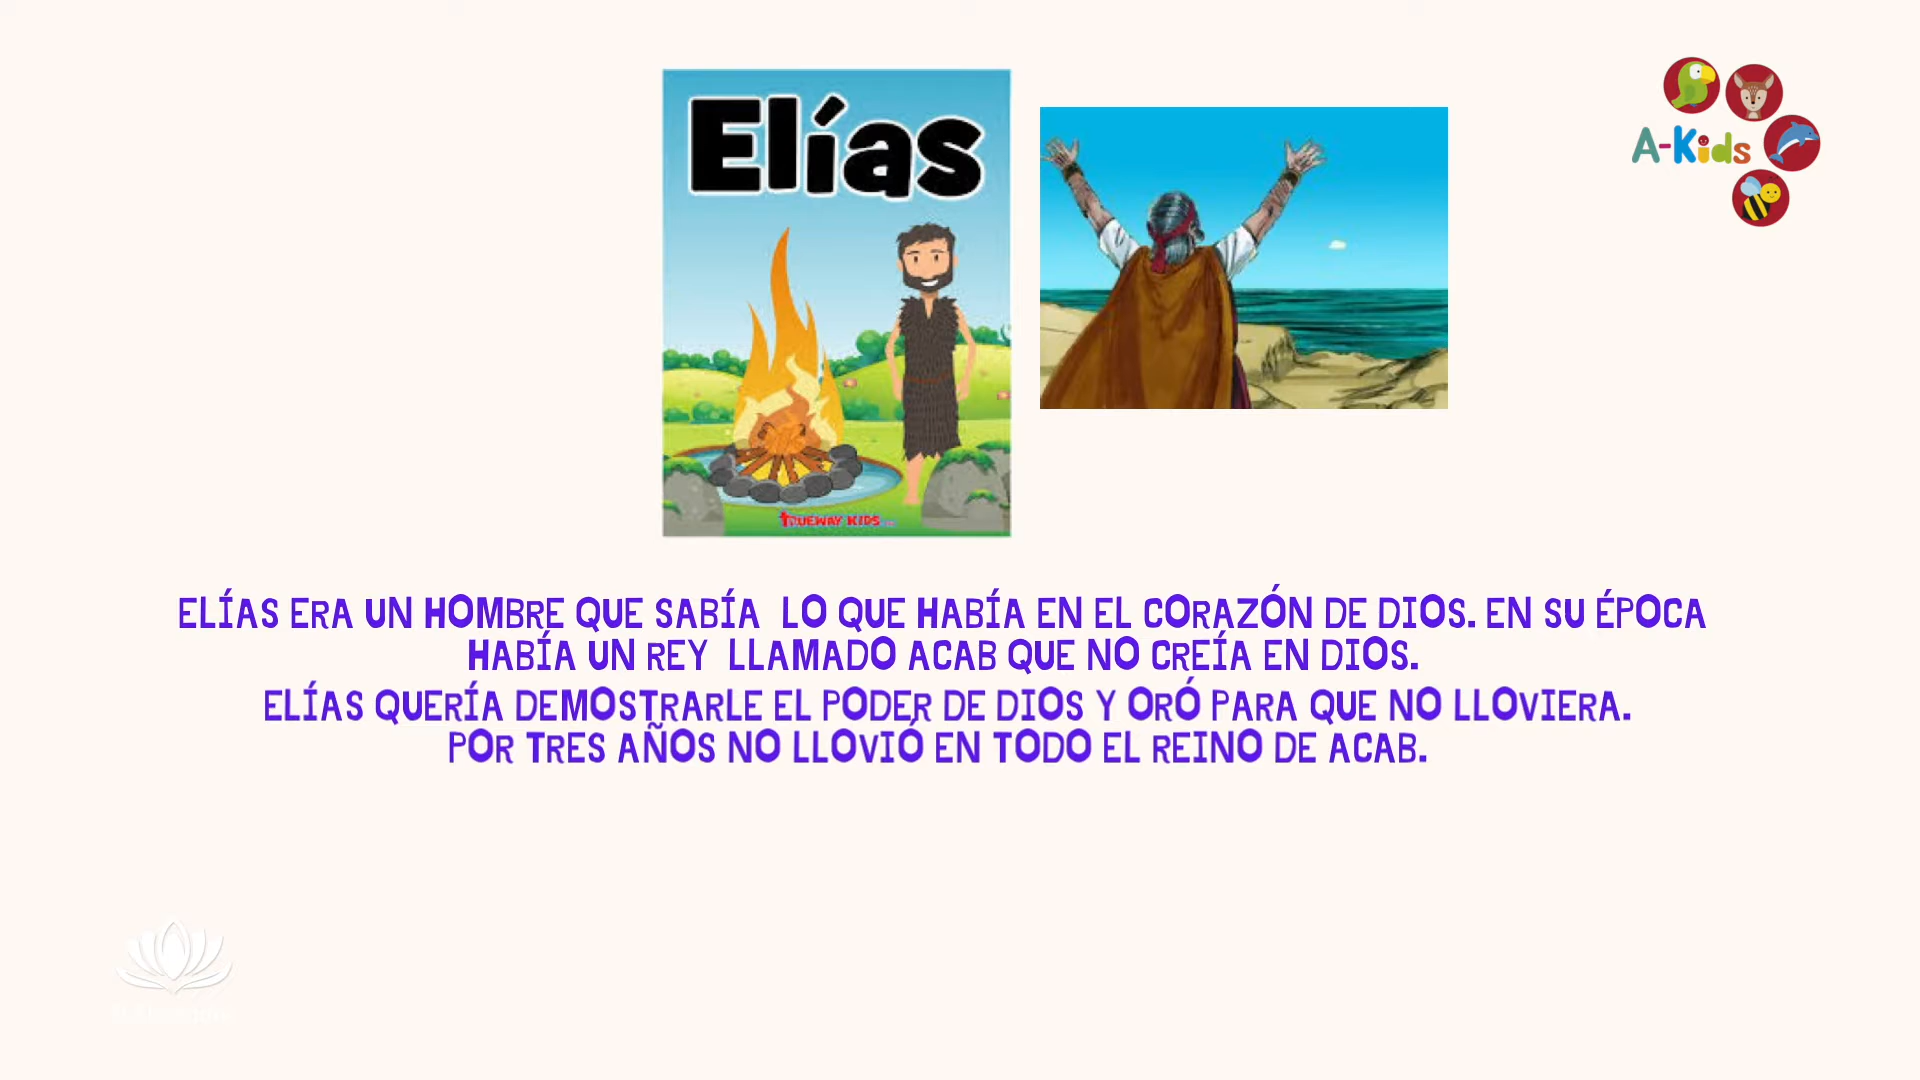 Elías
TRUEWAY KIDS
A-Kids
ELÍAS ERA UN HOMBRE QUE SABÍA LO QUE HABÍA EN EL CORAZÓN DE DIOS. EN SU ÉPOCA
HABÍA UN REY LLAMADO ACAB QUE NO CREÍA EN DIOS.
ELÍAS QUERÍA DEMOSTRARLE EL PODER DE DIOS Y ORÓ PARA QUE NO LLOVIERA.
POR TRES AÑOS NO LLOVIÓ EN TODO EL REINO DE ACAB.